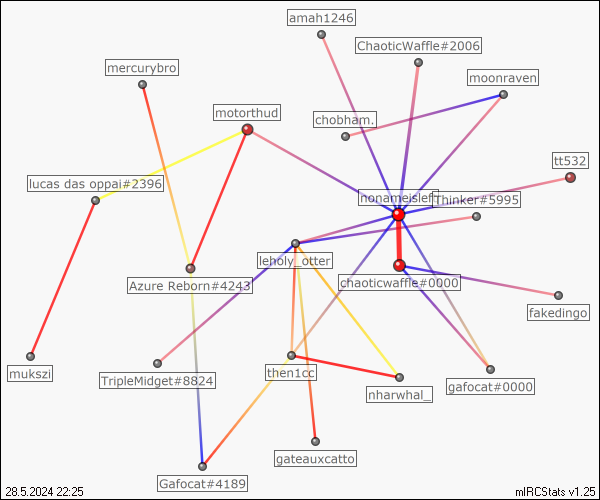 amah1246
ChaoticWaffle#2006
mercurybro
moonraven
motorthud
chobham.
tt532
lucas das oppai#2396
nonameisleft
Thinker#5995
leholy_otter
Azure Reborn#4243
chaoticwaffle#0000
fakedingo
mukszi
TripleMidget#8824
then1cc
nharwhal_
gafocat#0000
gateauxcatto
Gafocat#4189
28.5.2024 22:25
mIRCStats v1.25